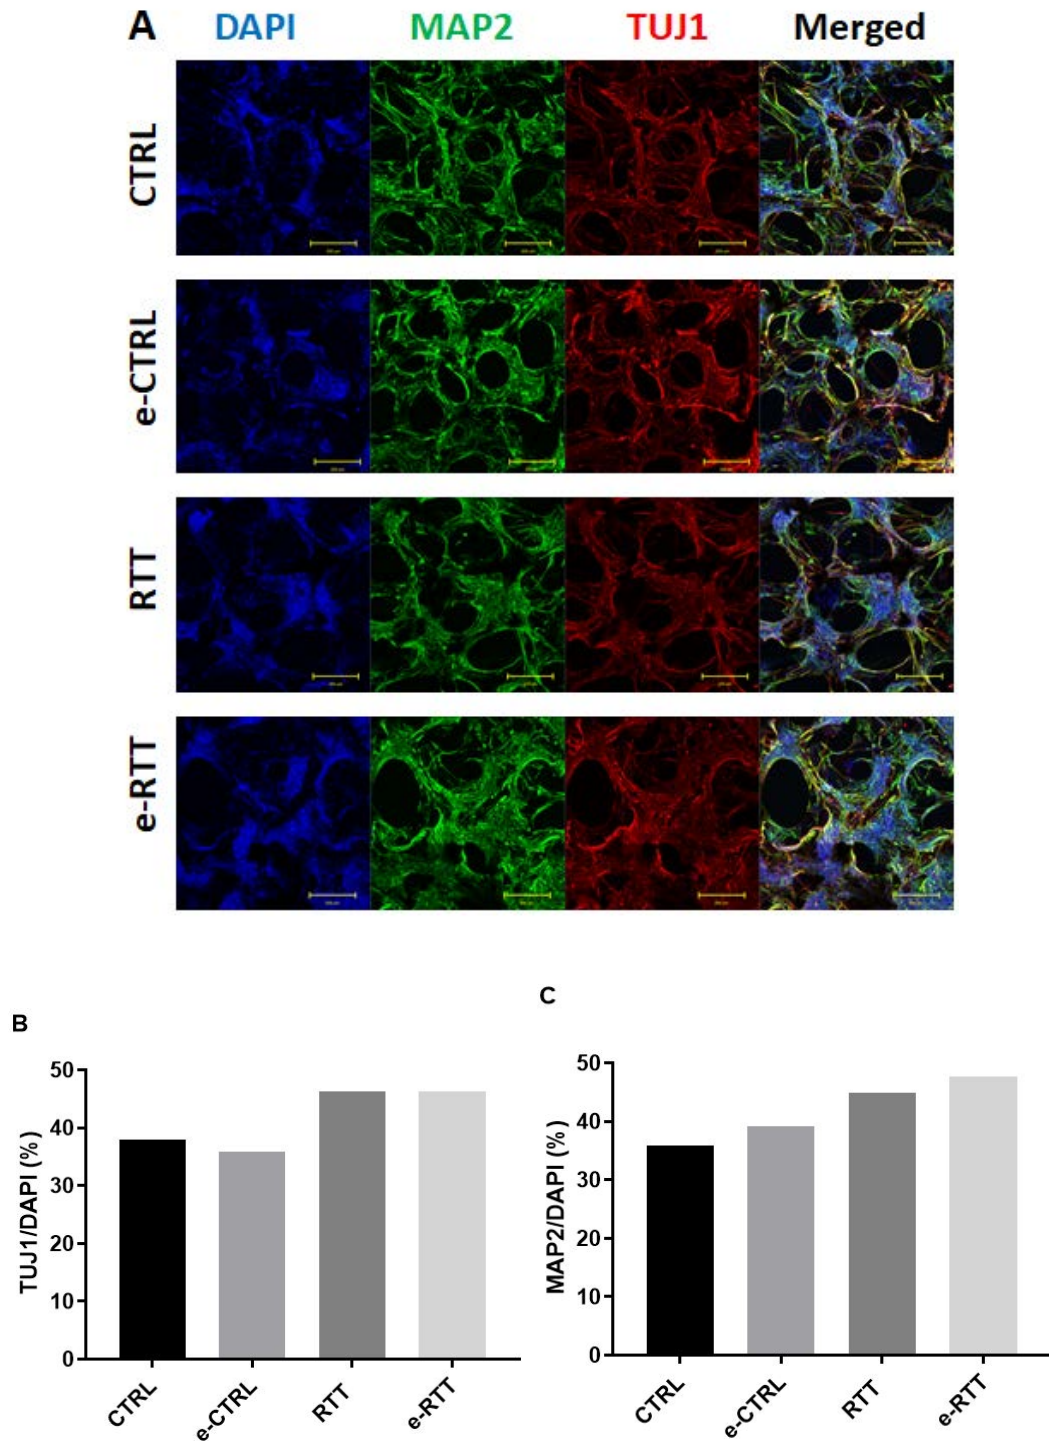 A DAPI MAP2 TUJ1 Merged
CTRL
e-CTRL
RTT
e-RTT
B
TUJ1/DAPI (%)
50
40
30
20
10
0
CTRL e-CTRL RTT e-RTT
C
MAP2/DAPI (%)
50
40
30
20
10
0
CTRL e-CTRL RTT e-RTT